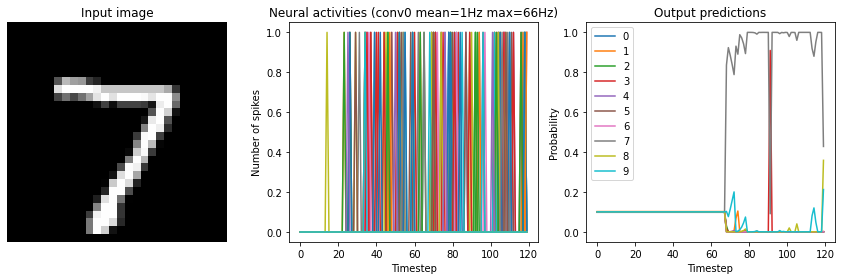 Input image
7
Neural activities (conv0 mean=1Hz max=66Hz)
Number of spikes
1.0
0.8
0.6
0.4
0.2
0.0
0 20 40 60 80 100 120
Timestep
Output predictions
Probability
1.0
0.8
0.6
0.4
0.2
0.0
0
1
2
3
4
5
6
7
8
9
0 20 40 60 80 100 120
Timestep